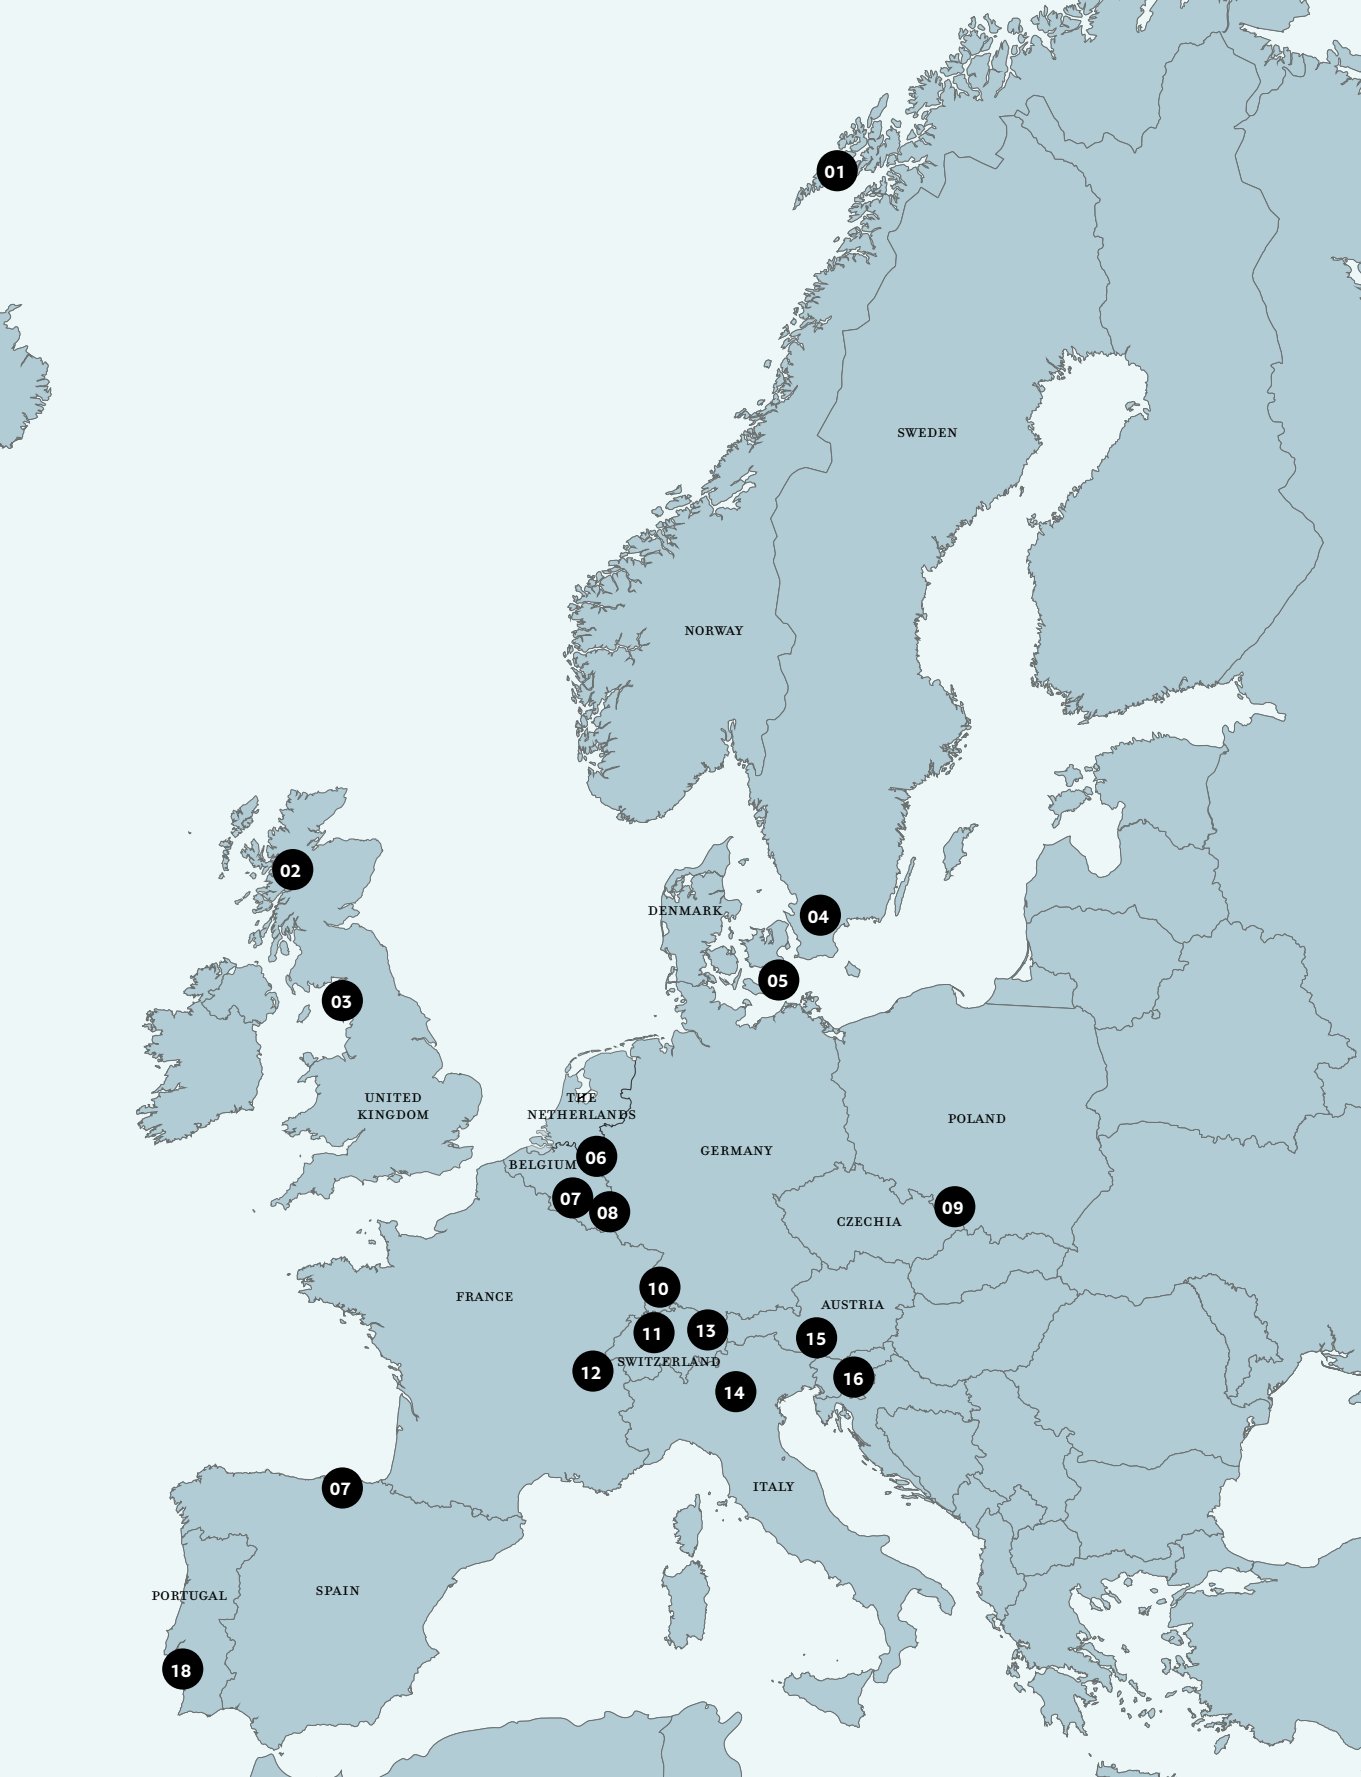 01
SWEDEN
NORWAY
02
DENMARK
04
05
03
UNITED
KINGDOM
THE
NETHERLANDS
POLAND
GERMANY
06
BELGIUM
07
08
09
CZECHIA
10
FRANCE
AUSTRIA
11
13
15
SWITZERLAND
12
16
14
07
ITALY
SPAIN
PORTUGAL
18